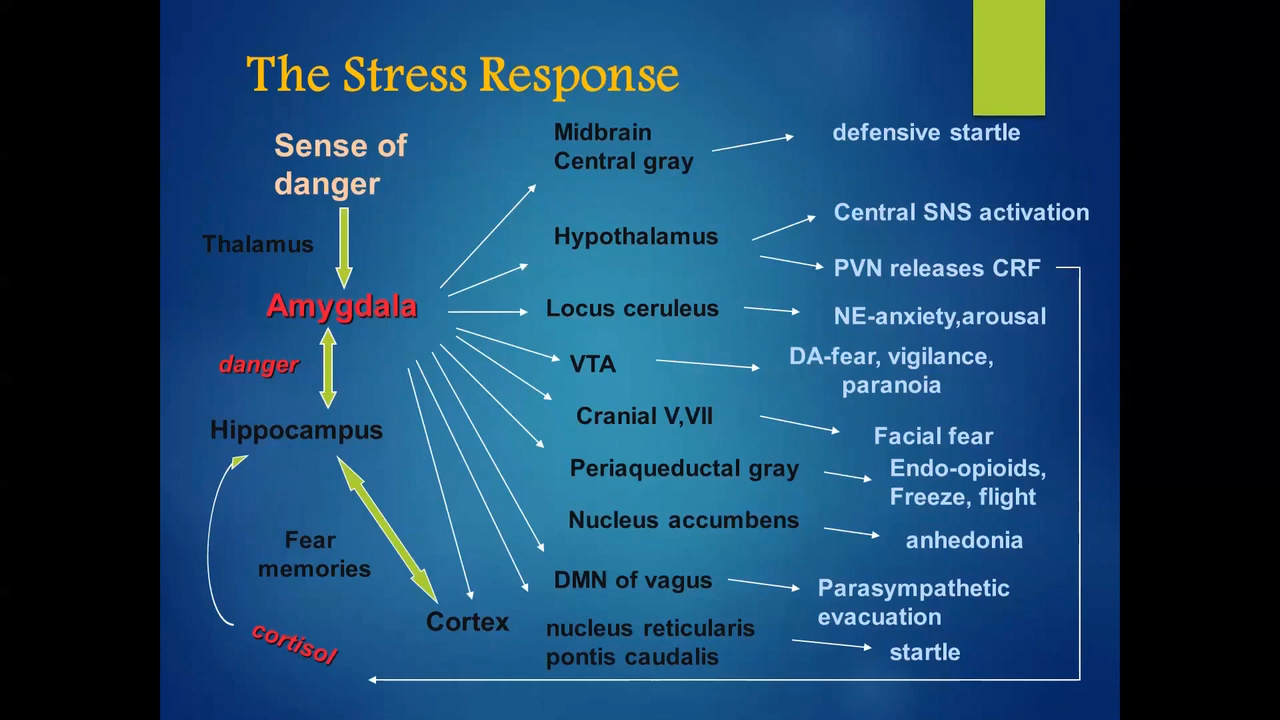 The Stress Response
Sense of
danger
Thalamus
Amygdala
danger
Hippocampus
Fear
memories
cortisol
Cortex
Midbrain
Central gray
defensive startle
Hypothalamus
Central SNS activation
PVN releases CRF
Locus ceruleus
NE-anxiety,arousal
VTA
DA-fear, vigilance,
paranoia
Cranial V,VII
Facial fear
Periaqueductal gray
Endo-opioids,
Freeze, flight
Nucleus accumbens
anhedonia
DMN of vagus
Parasympathetic
evacuation
nucleus reticularis
pontis caudalis
startle